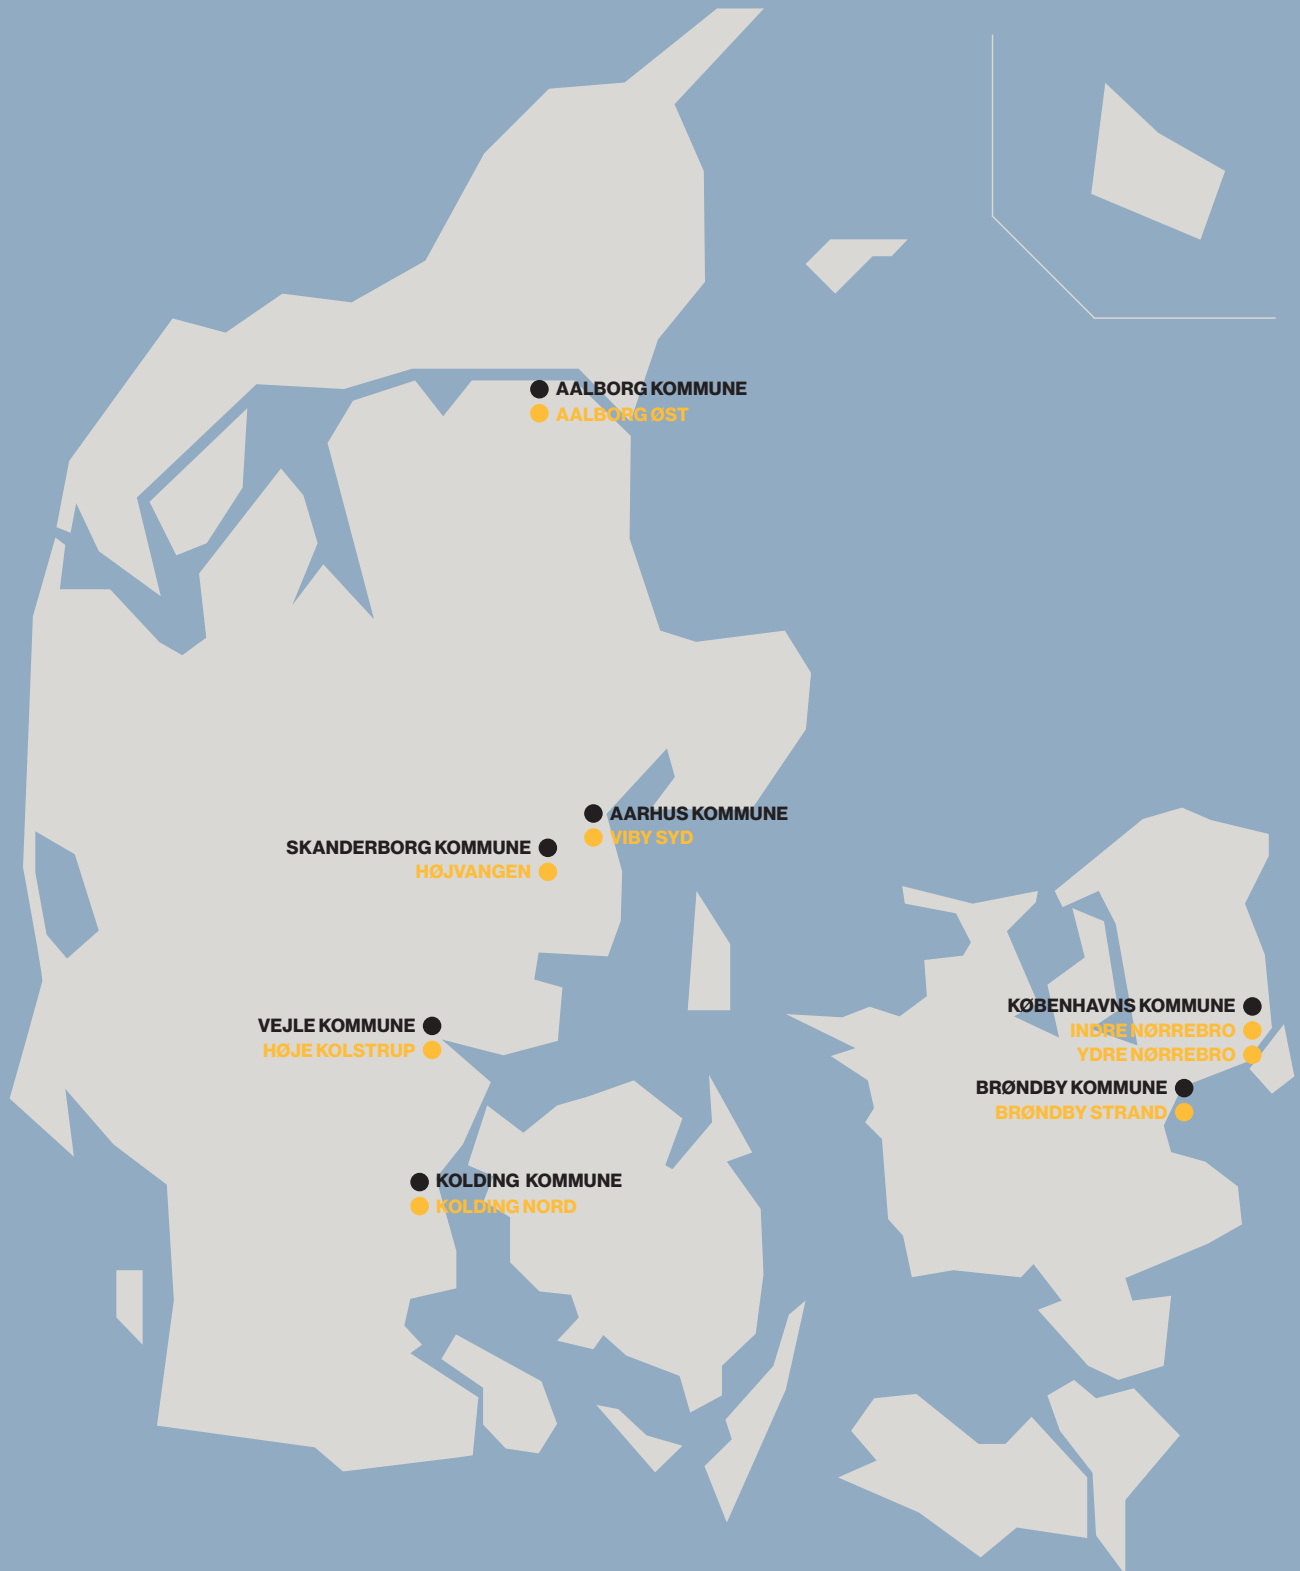 AALBORG KOMMUNE
AALBORG ØST
AARHUS KOMMUNE
VIBY SYD
SKANDERBORG KOMMUNE
HØJVANGEN
VEJLE KOMMUNE
HØJE KOLSTRUP
KØBENHAVNS KOMMUNE
INDRE NØRREBRO
YDRE NØRREBRO
BRØNDBY KOMMUNE
BRØNDBY STRAND
KOLDING KOMMUNE
KOLDING NORD